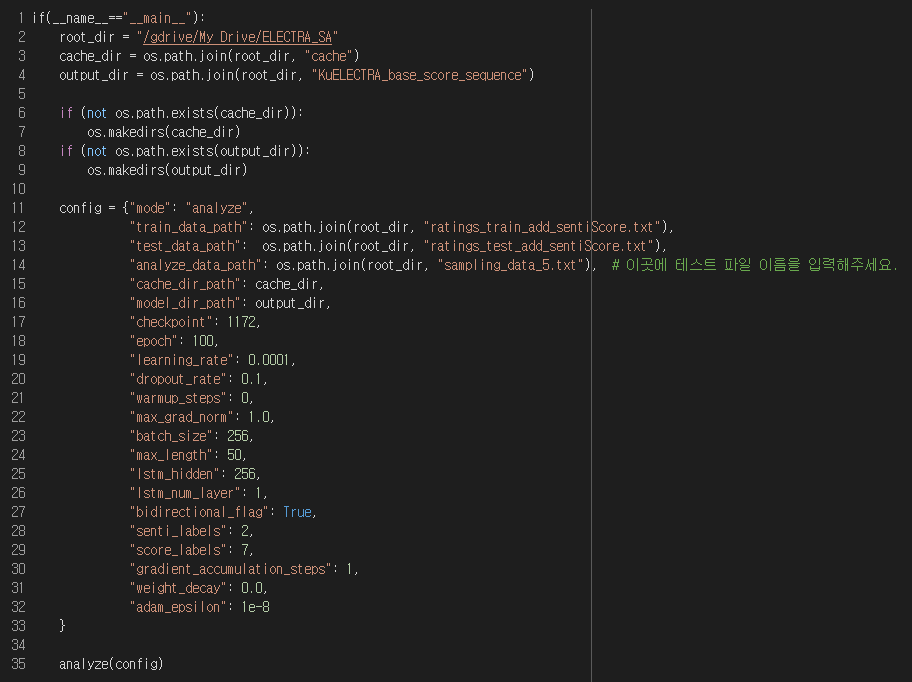 1 if(__name__=="__main__"):
2     root_dir = "/gdrive/My Drive/ELECTRA_SA"
3     cache_dir = os.path.join(root_dir, "cache")
4     output_dir = os.path.join(root_dir, "KuELECTRA_base_score_sequence")
5
6     if (not os.path.exists(cache_dir)):
7         os.makedirs(cache_dir)
8     if (not os.path.exists(output_dir)):
9         os.makedirs(output_dir)
10
11     config = {"mode": "analyze",
12               "train_data_path": os.path.join(root_dir, "ratings_train_add_sentiScore.txt"),
13               "test_data_path":  os.path.join(root_dir, "ratings_test_add_sentiScore.txt"),
14               "analyze_data_path": os.path.join(root_dir, "sampling_data_5.txt"),  # 이곳에 테스트 파일 이름을 입력해주세요.
15               "cache_dir_path": cache_dir,
16               "model_dir_path": output_dir,
17               "checkpoint": 1172,
18               "epoch": 100,
19               "learning_rate": 0.0001,
20               "dropout_rate": 0.1,
21               "warmup_steps": 0,
22               "max_grad_norm": 1.0,
23               "batch_size": 256,
24               "max_length": 50,
25               "lstm_hidden": 256,
26               "lstm_num_layer": 1,
27               "bidirectional_flag": True,
28               "senti_labels": 2,
29               "score_labels": 7,
30               "gradient_accumulation_steps": 1,
31               "weight_decay": 0.0,
32               "adam_epsilon": 1e-8
33     }
34
35     analyze(config)